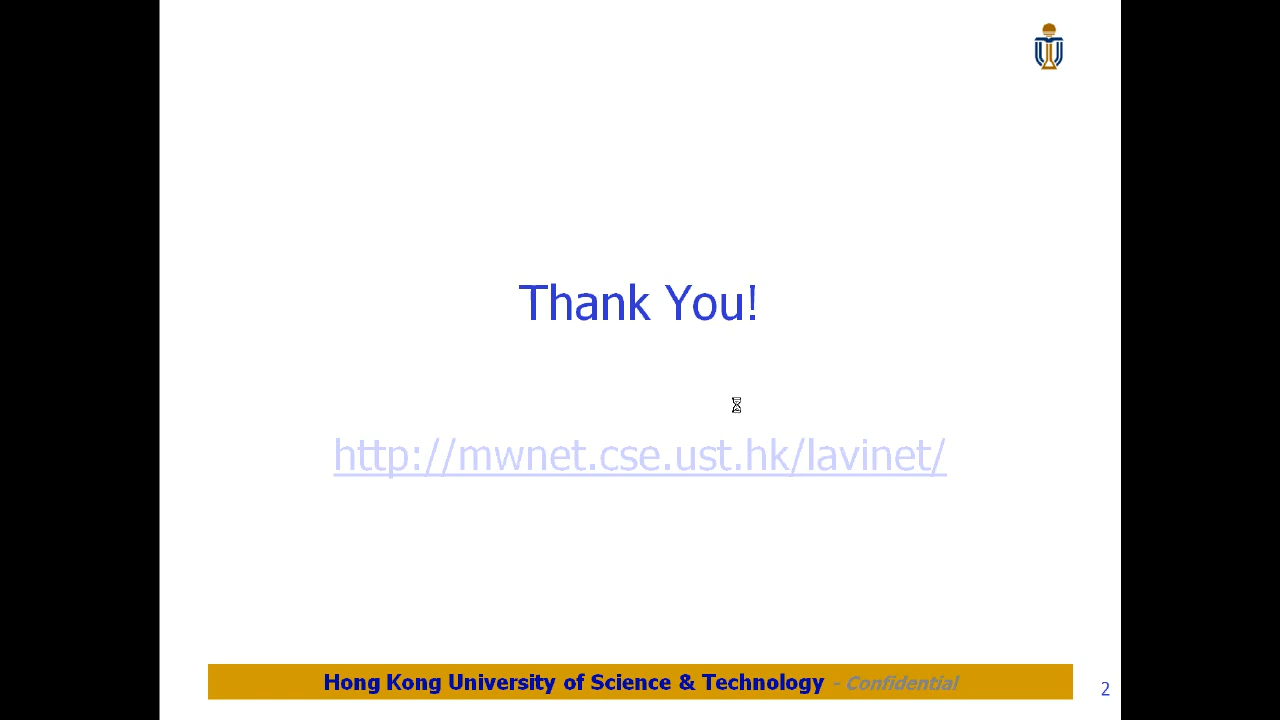 Thank You!
http://mwnet.cse.ust.hk/lavinet/
Hong Kong University of Science & Technology - Confidential
2